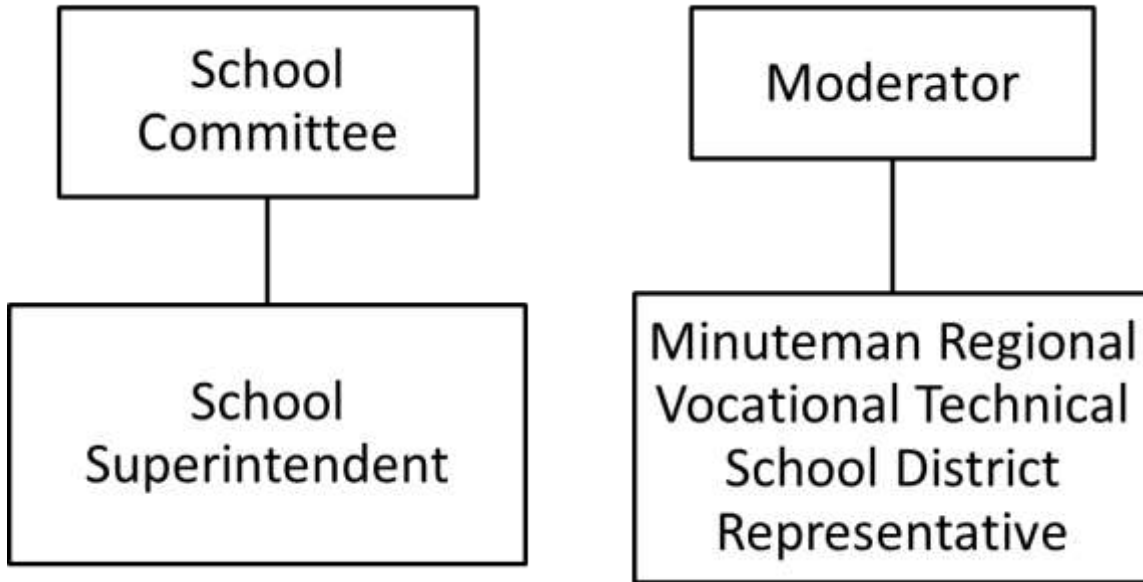 School
Committee
School
Superintendent
Moderator
Minuteman Regional
Vocational Technical
School District
Representative